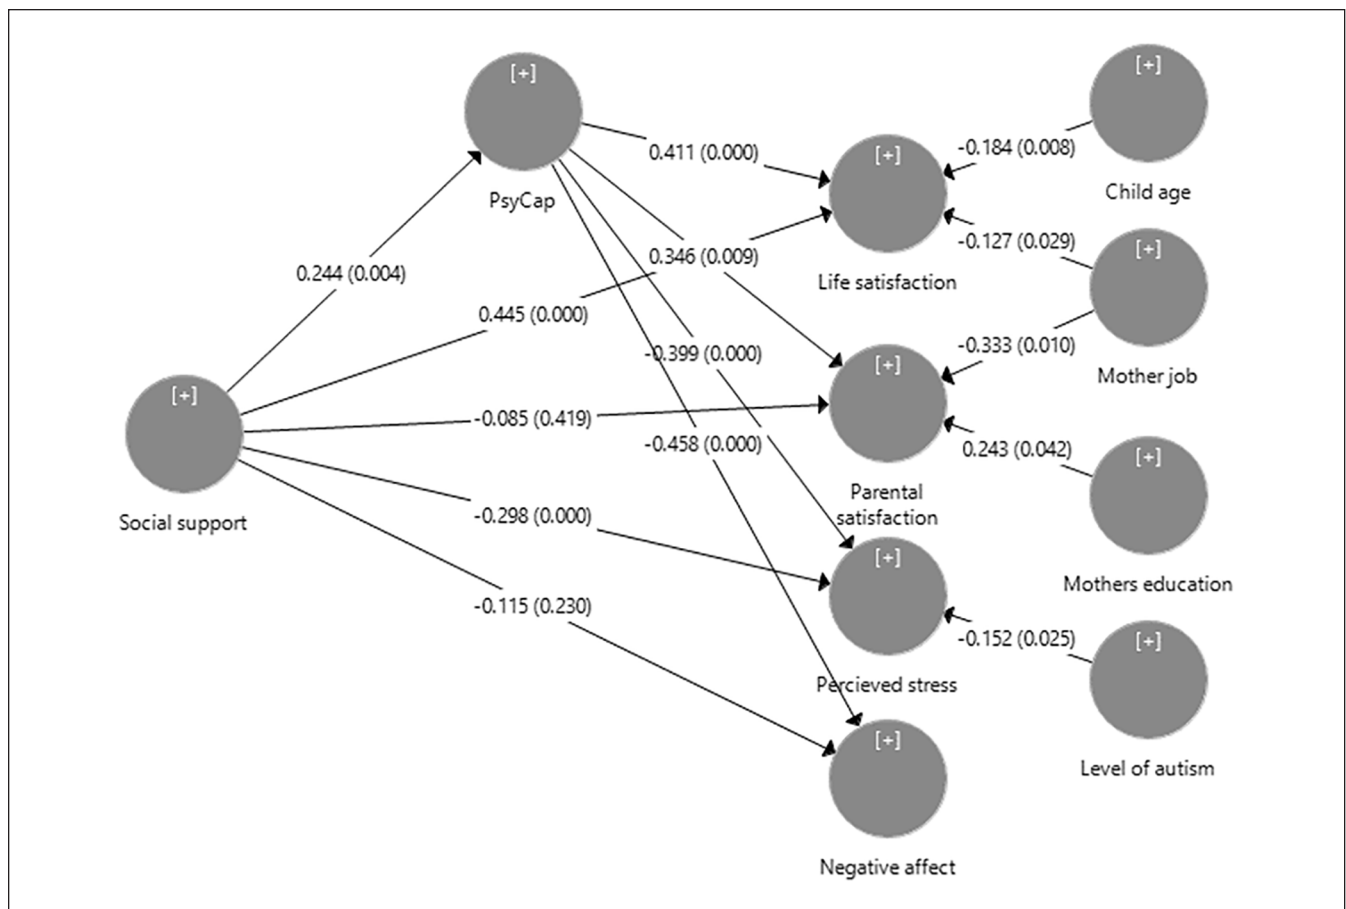 [+]
PsyCap
[+]
Social support
[+]
Life satisfaction
[+]
Parental
satisfaction
[+]
Percieved stress
[+]
Negative affect
[+]
Child age
[+]
Mother job
[+]
Mothers education
[+]
Level of autism
0.244 (0.004)
0.411 (0.000)
0.346 (0.009)
0.445 (0.000)
-0.399 (0.000)
-0.085 (0.419)
-0.458 (0.000)
-0.298 (0.000)
-0.115 (0.230)
-0.184 (0.008)
-0.127 (0.029)
-0.333 (0.010)
0.243 (0.042)
-0.152 (0.025)